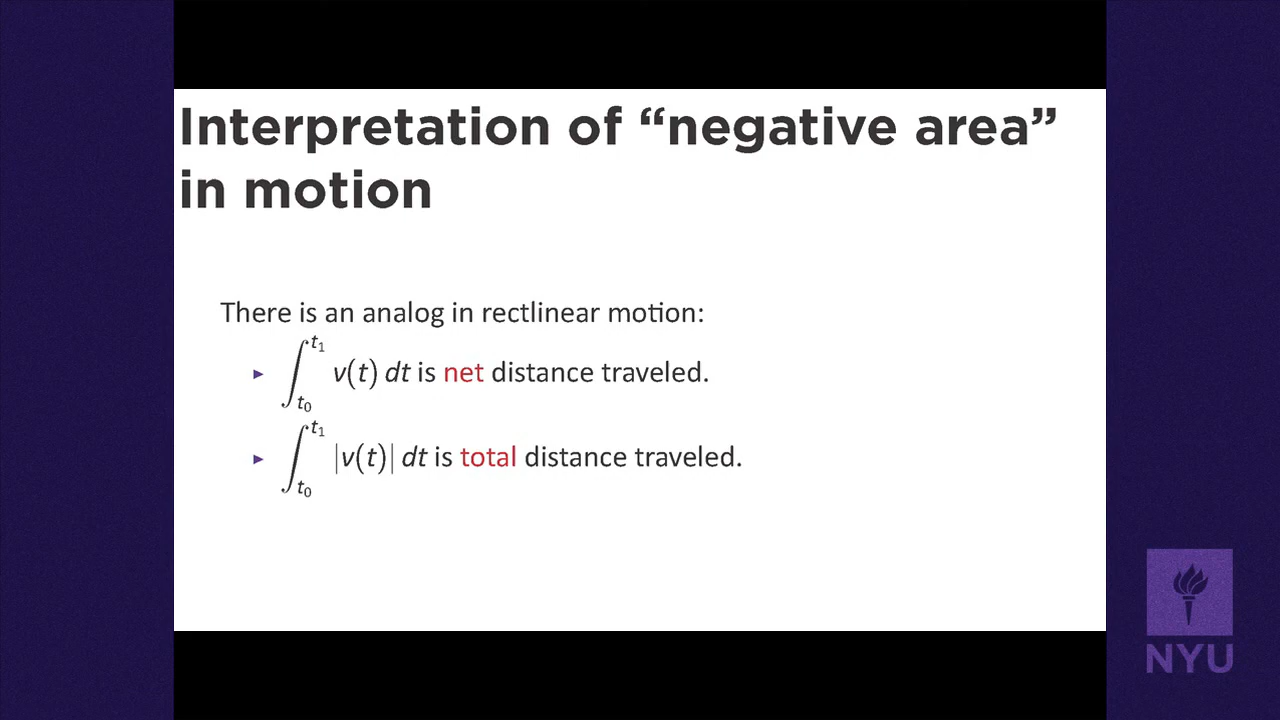 Interpretation of “negative area”
in motion
There is an analog in rectlinear motion:
▸ ∫_{t₀}^{t₁} v(t) dt is net distance traveled.
▸ ∫_{t₀}^{t₁} |v(t)| dt is total distance traveled.
NYU